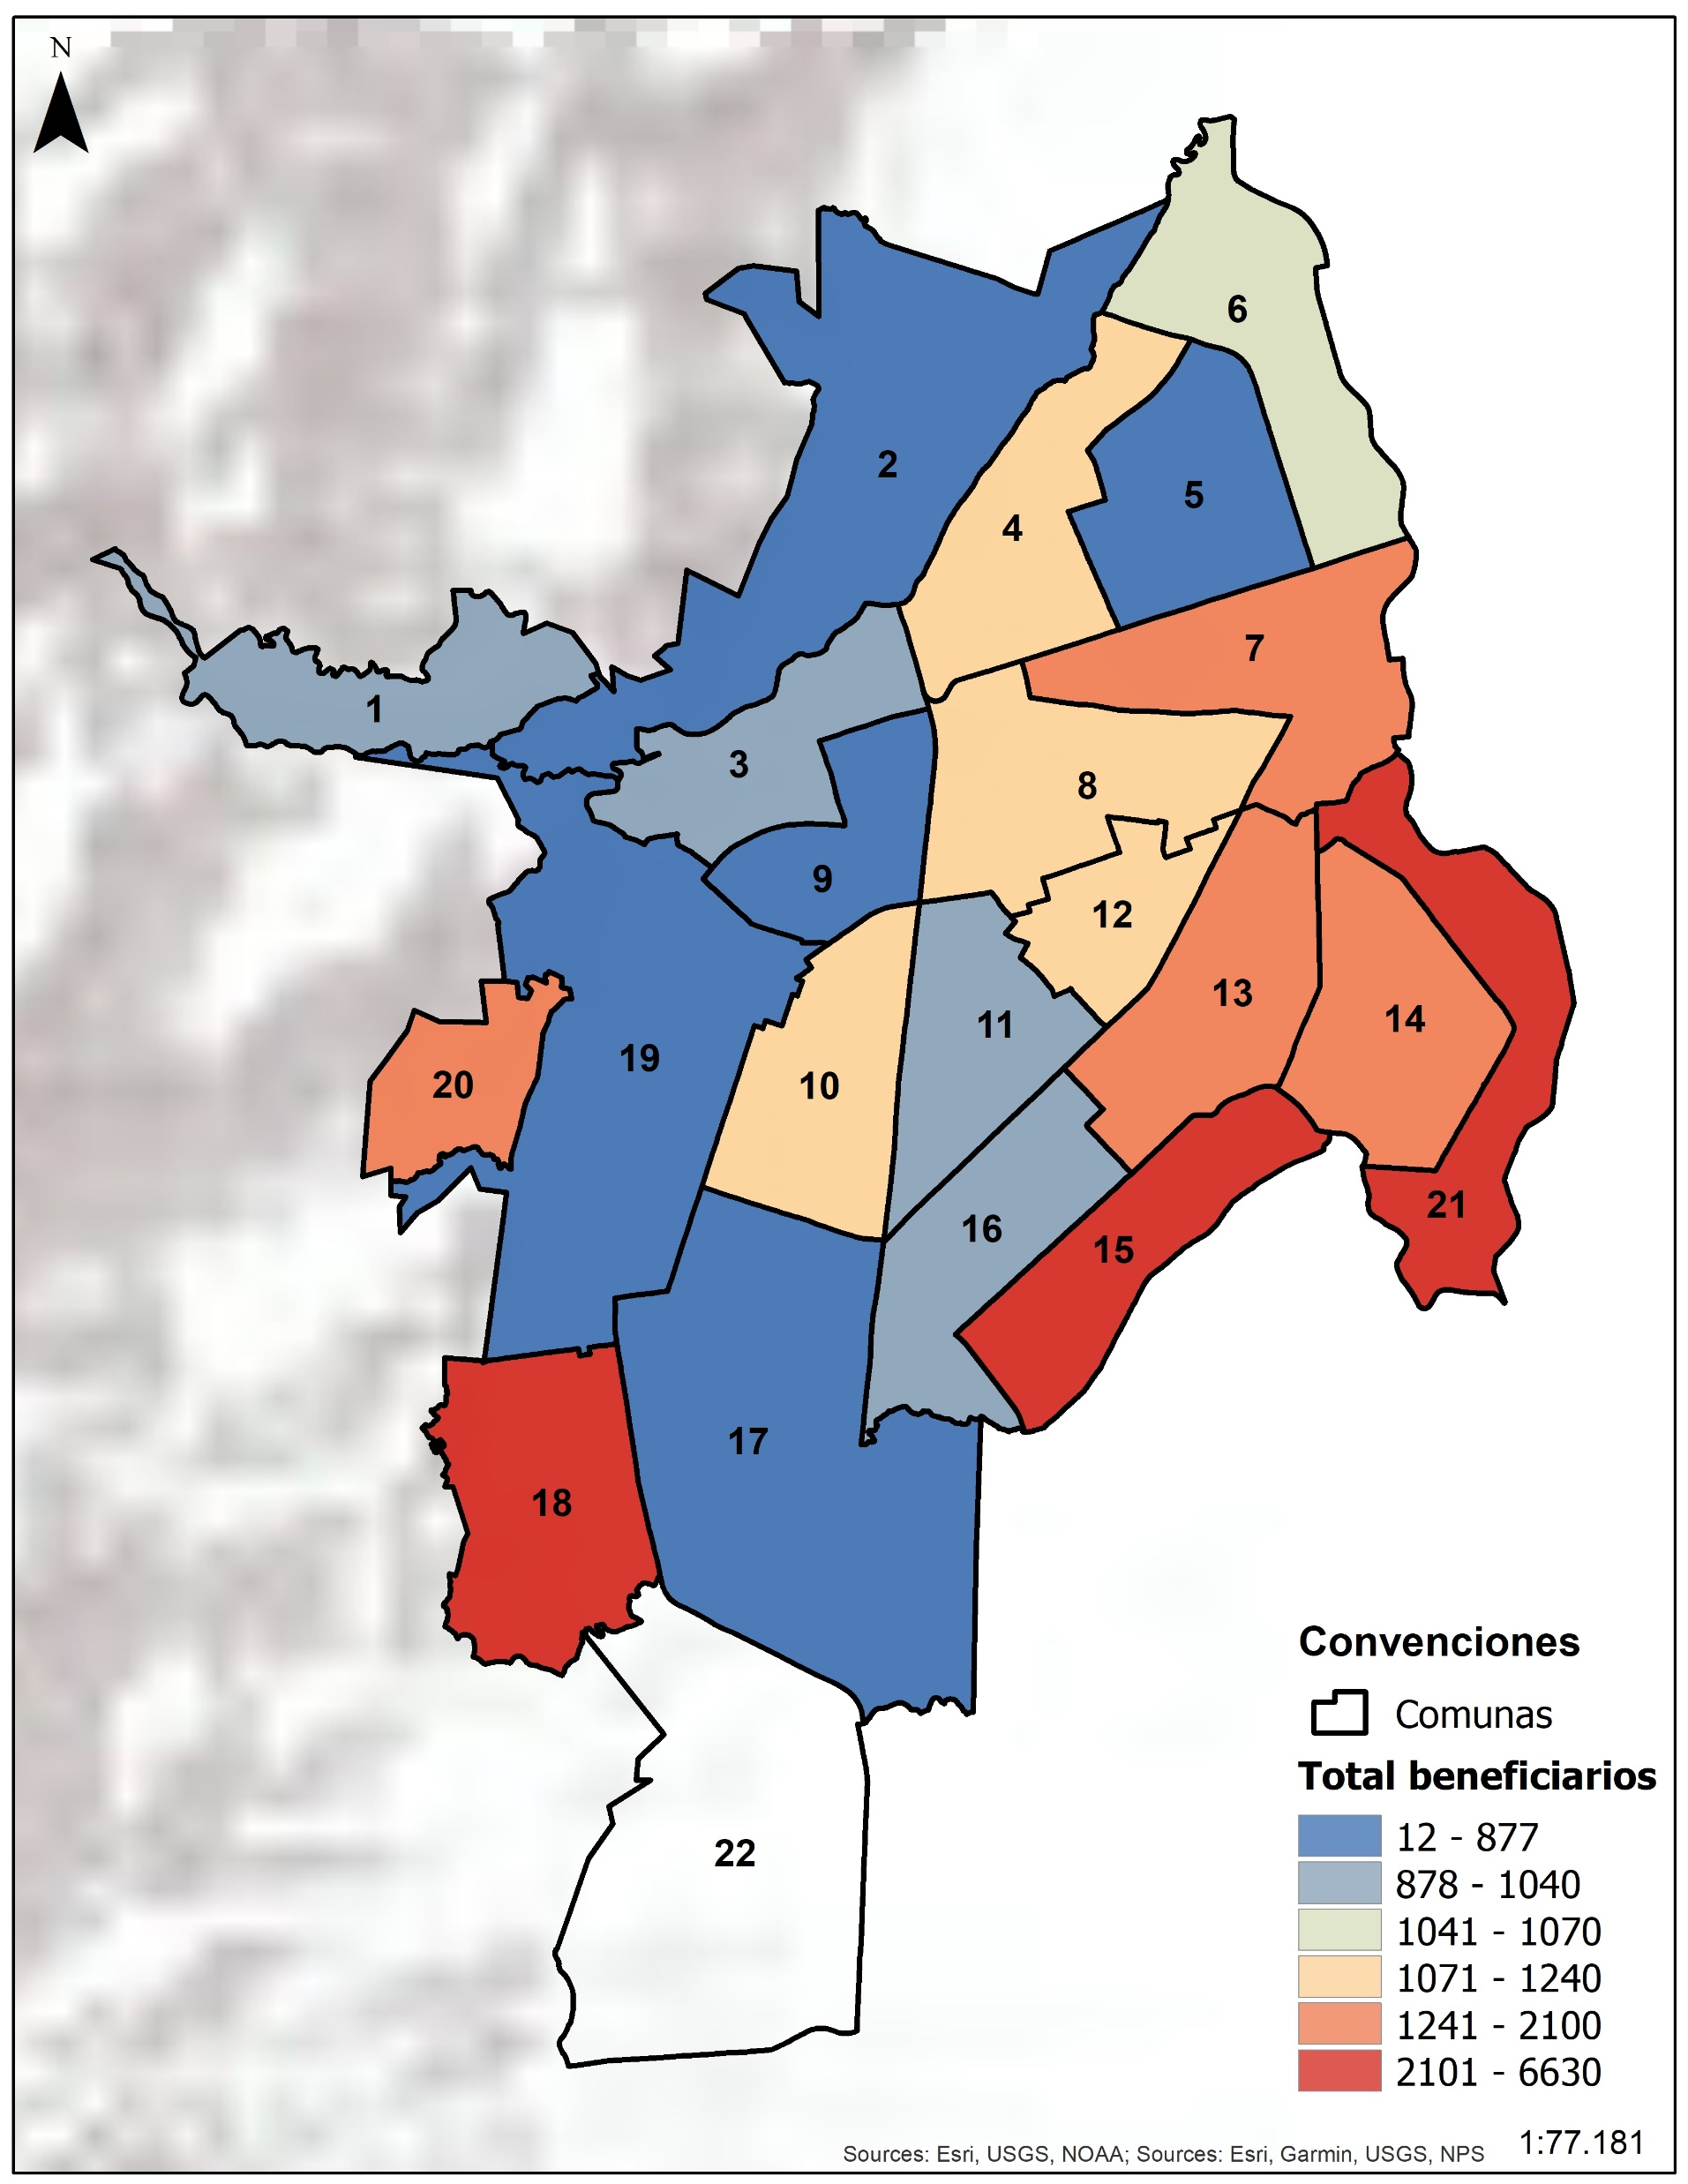 N
6
2
5
4
7
1
3
8
9
12
13
11
14
19
20
10
21
16
15
17
18
22
Convenciones
Comunas
Total beneficiarios
12 - 877
878 - 1040
1041 - 1070
1071 - 1240
1241 - 2100
2101 - 6630
1:77.181
Sources: Esri, USGS, NOAA; Sources: Esri, Garmin, USGS, NPS